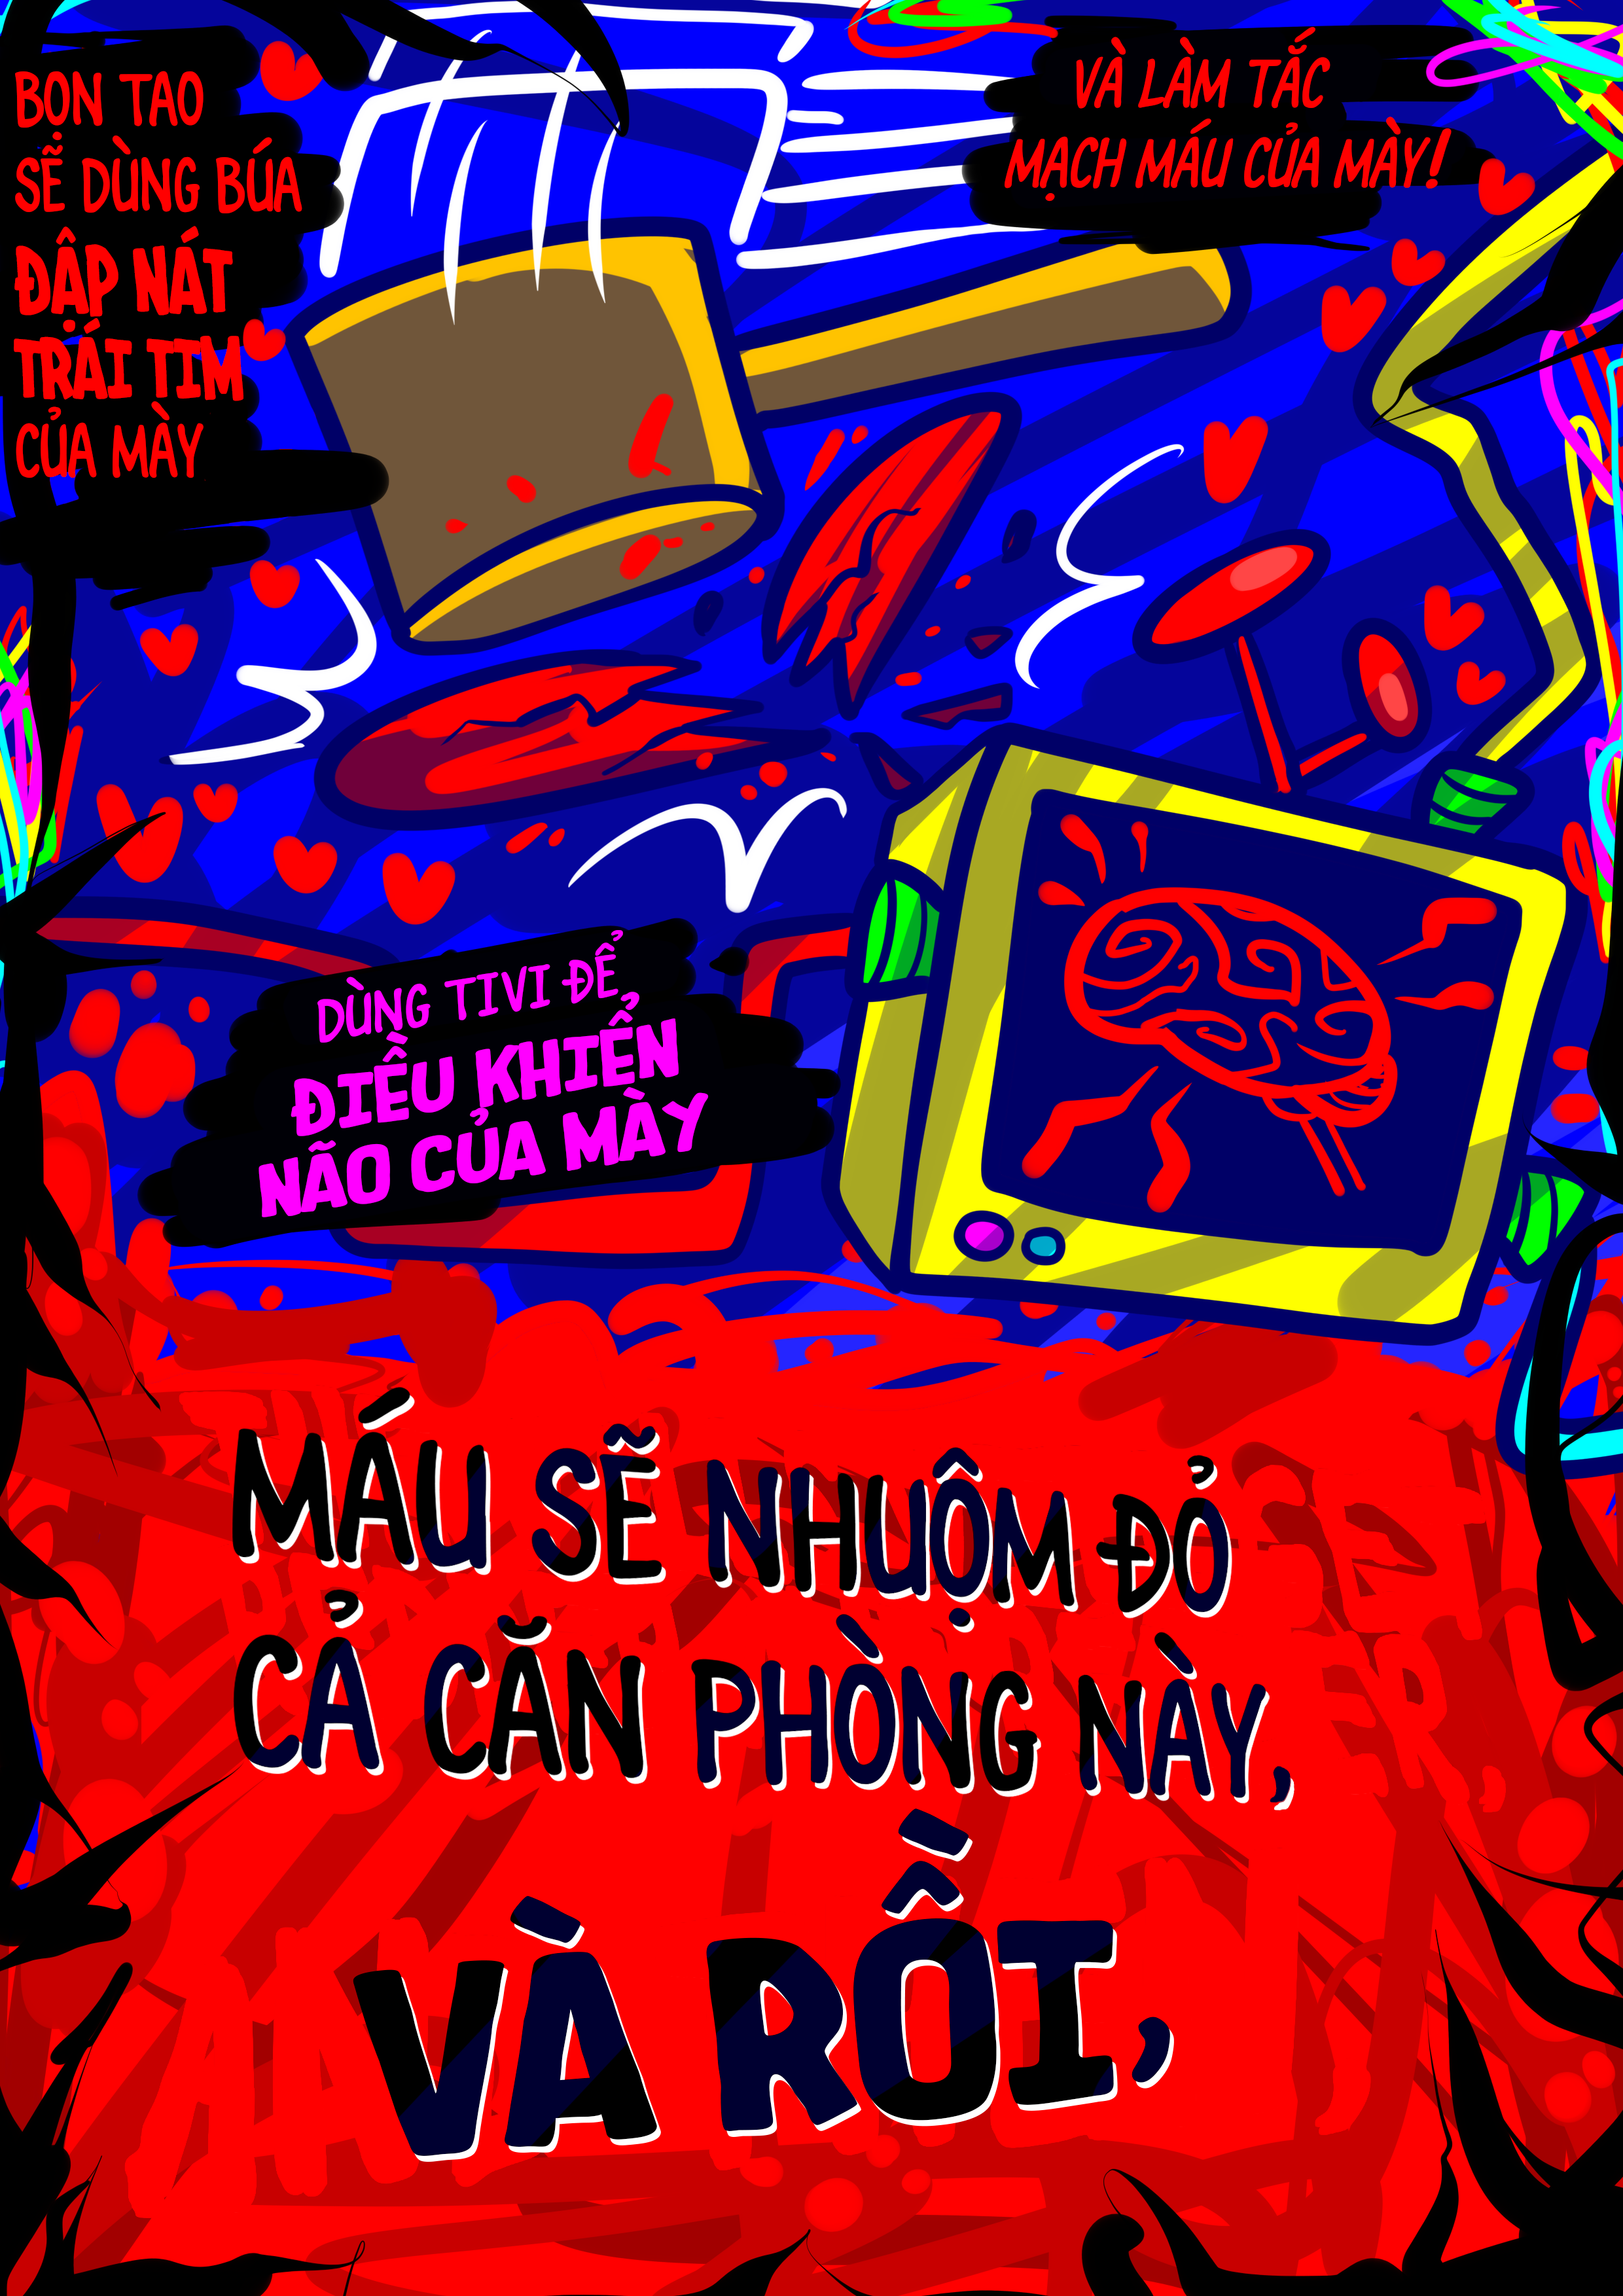 BỌN TAO
SẼ DÙNG BÚA
ĐẬP NÁT
TRÁI TIM
CỦA MÀY
VÀ LÀM TẮC
MẠCH MÁU CỦA MÀY!
DÙNG TIVI ĐỂ
ĐIỀU KHIỂN
NÃO CỦA MÀY
MÁU SẼ NHUÔM ĐỎ
CẢ CĂN PHÒNG NÀY,
VÀ RỒI,